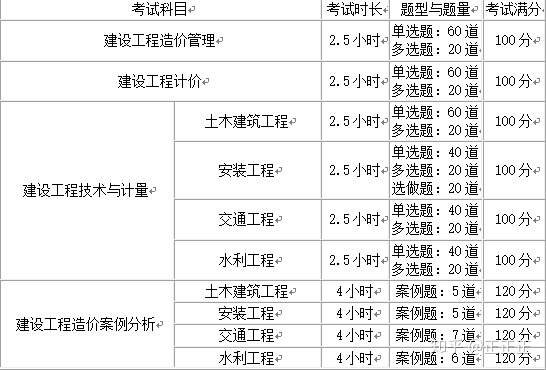 考试科目 考试时长 题型与题量 考试满分
建设工程造价管理 2.5小时 单选题：60道 100分
多选题：20道
建设工程计价 2.5小时 单选题：60道 100分
多选题：20道
建设工程技术与计量 土木建筑工程 2.5小时 单选题：60道 100分
多选题：20道
安装工程 2.5小时 单选题：40道 100分
多选题：20道
选做题：20道
交通工程 2.5小时 单选题：40道 100分
多选题：20道
水利工程 2.5小时 单选题：40道 100分
多选题：20道
建设工程造价案例分析 土木建筑工程 4小时 案例题：5道 120分
安装工程 4小时 案例题：5道 120分
交通工程 4小时 案例题：7道 120分
水利工程 4小时 案例题：6道 120分
知乎